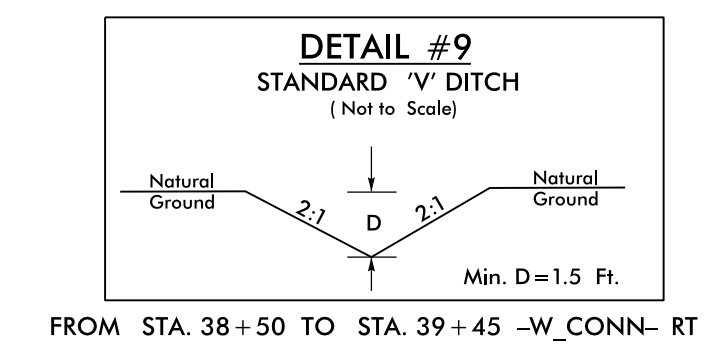 DETAIL #9
STANDARD 'V' DITCH
( Not to Scale)
Natural
Ground
2:1
D
2:1
Natural
Ground
Min. D=1.5 Ft.
FROM STA. 38+50 TO STA. 39+45 -W_CONN- RT